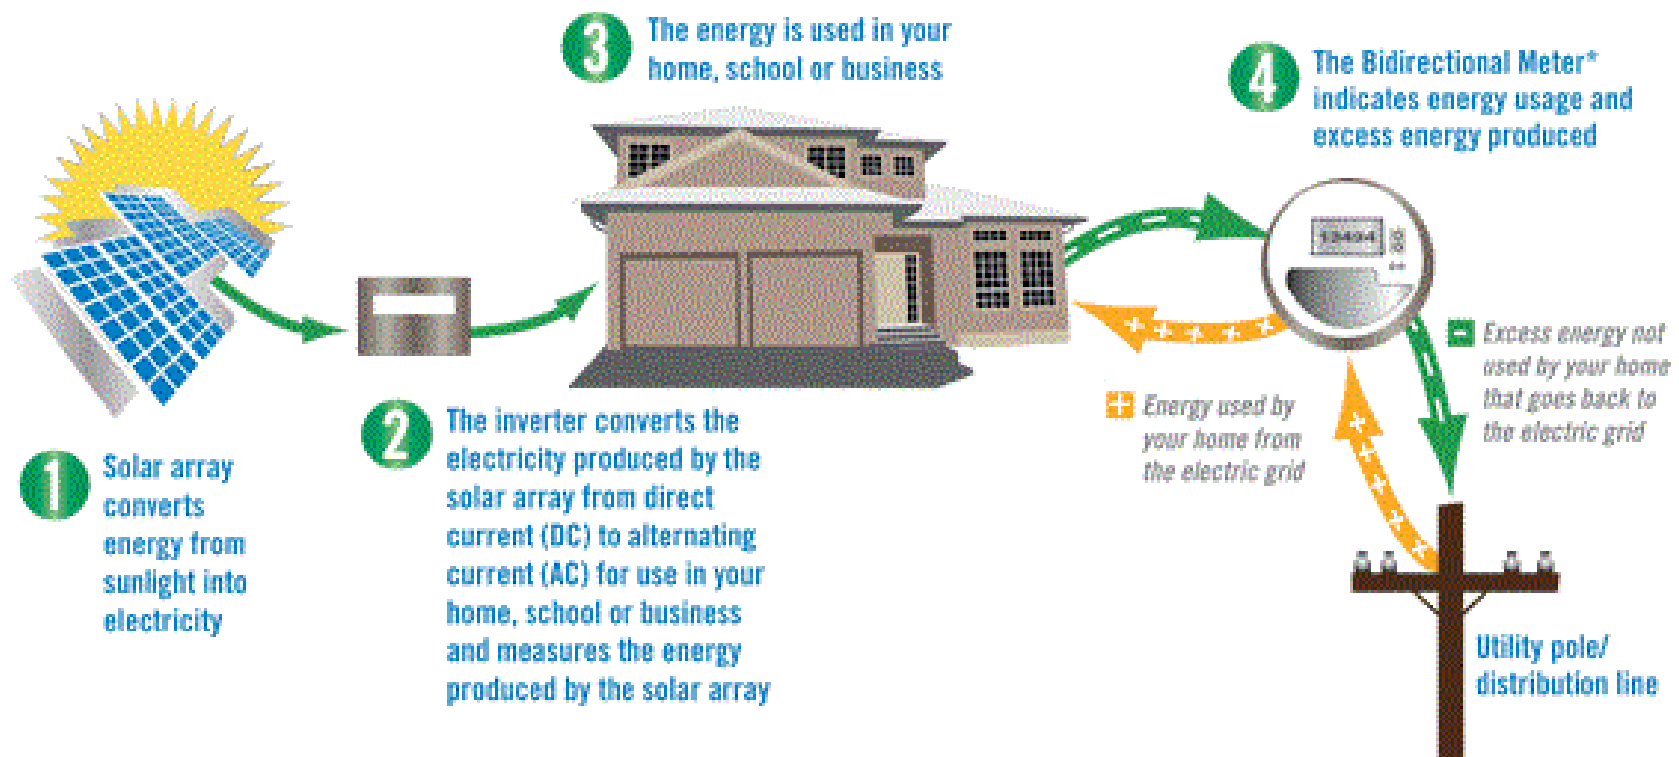 1
Solar array
converts
energy from
sunlight into
electricity
2
The inverter converts the
electricity produced by the
solar array from direct
current (DC) to alternating
current (AC) for use in your
home, school or business
and measures the energy
produced by the solar array
3
The energy is used in your
home, school or business
4
The Bidirectional Meter*
indicates energy usage and
excess energy produced
+ Energy used by
your home from
the electric grid
- Excess energy not
used by your home
that goes back to
the electric grid
Utility pole/
distribution line